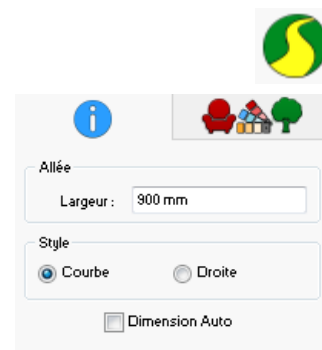 Allée
Largeur : 900 mm
Style
Courbe Droite
Dimension Auto